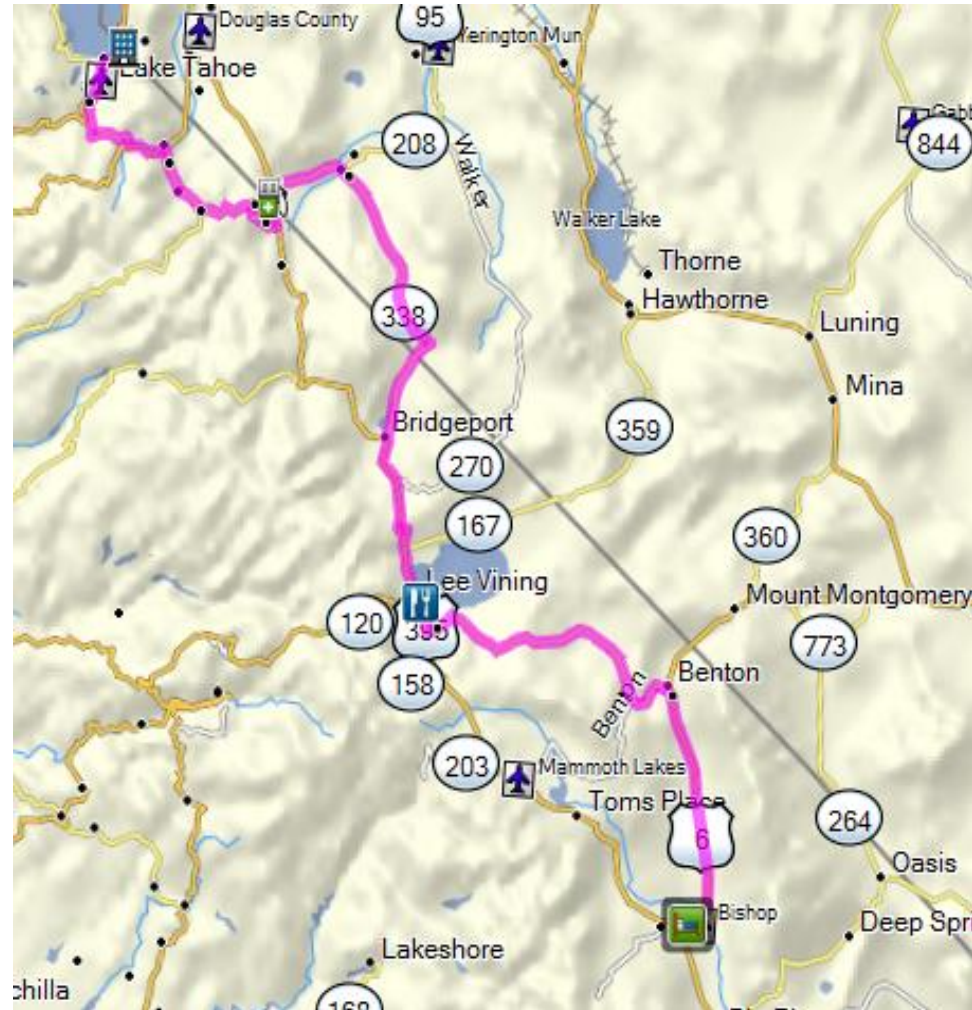 95
Douglas County
Yerington Mun
Lake Tahoe
Gabb
844
208
Walker
Walker Lake
Thorne
Hawthorne
338
Luning
Mina
Bridgeport
359
270
167
360
Lee Vining
Mount Montgomery
120
395
773
158
Benton
Benton
203
Mammoth Lakes
Toms Place
6
264
Oasis
Bishop
Deep Spri
Lakeshore
chilla
168